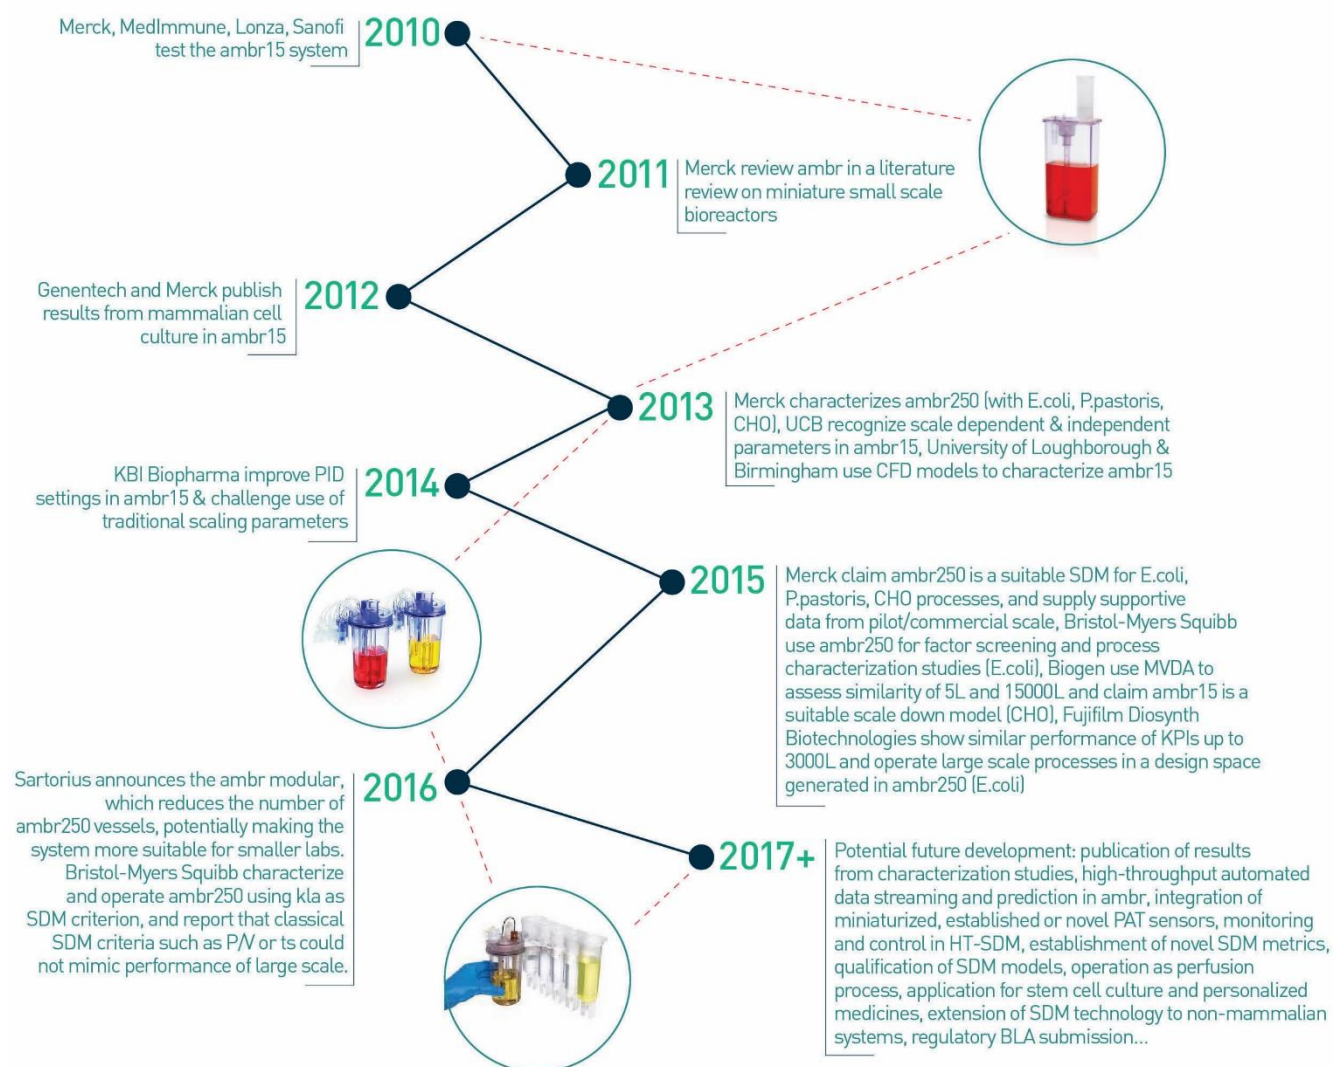 Merck, MedImmune, Lonza, Sanofi
test the ambr15 system
2010
2011
Merck review ambr in a literature
review on miniature small scale
bioreactors
Genentech and Merck publish
results from mammalian cell
culture in ambr15
2012
2013
Merck characterizes ambr250 (with E.coli, P.pastoris,
CHO), UCB recognize scale dependent & independent
parameters in ambr15, University of Loughborough &
Birmingham use CFD models to characterize ambr15
KBI Biopharma improve PID
settings in ambr15 & challenge use of
traditional scaling parameters
2014
2015
Merck claim ambr250 is a suitable SDM for E.coli,
P.pastoris, CHO processes, and supply supportive
data from pilot/commercial scale, Bristol-Myers Squibb
use ambr250 for factor screening and process
characterization studies (E.coli), Biogen use MVDA to
assess similarity of 5L and 15000L and claim ambr15 is a
suitable scale down model (CHO), Fujifilm Diosynth
Biotechnologies show similar performance of KPIs up to
3000L and operate large scale processes in a design space
generated in ambr250 (E.coli)
Sartorius announces the ambr modular,
which reduces the number of
ambr250 vessels, potentially making the
system more suitable for smaller labs.
Bristol-Myers Squibb characterize
and operate ambr250 using kla as
SDM criterion, and report that classical
SDM criteria such as P/V or ts could
not mimic performance of large scale.
2016
2017+
Potential future development: publication of results
from characterization studies, high-throughput automated
data streaming and prediction in ambr, integration of
miniaturized, established or novel PAT sensors, monitoring
and control in HT-SDM, establishment of novel SDM metrics,
qualification of SDM models, operation as perfusion
process, application for stem cell culture and personalized
medicines, extension of SDM technology to non-mammalian
systems, regulatory BLA submission...